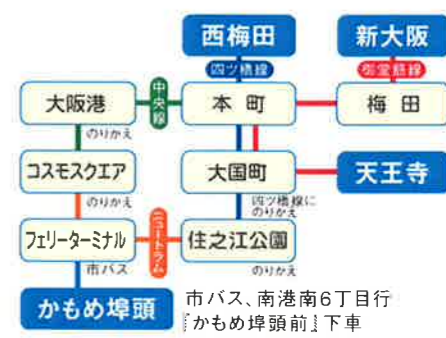 西梅田
新大阪
四ツ橋線
御堂筋線
大阪港
中央線
本町
梅田
のりかえ
コスモスクエア
大国町
天王寺
のりかえ
四ツ橋線に
のりかえ
フェリーターミナル
ニュートラム
住之江公園
市バス
のりかえ
かもめ埠頭
市バス、南港南6丁目行
『かもめ埠頭前』下車